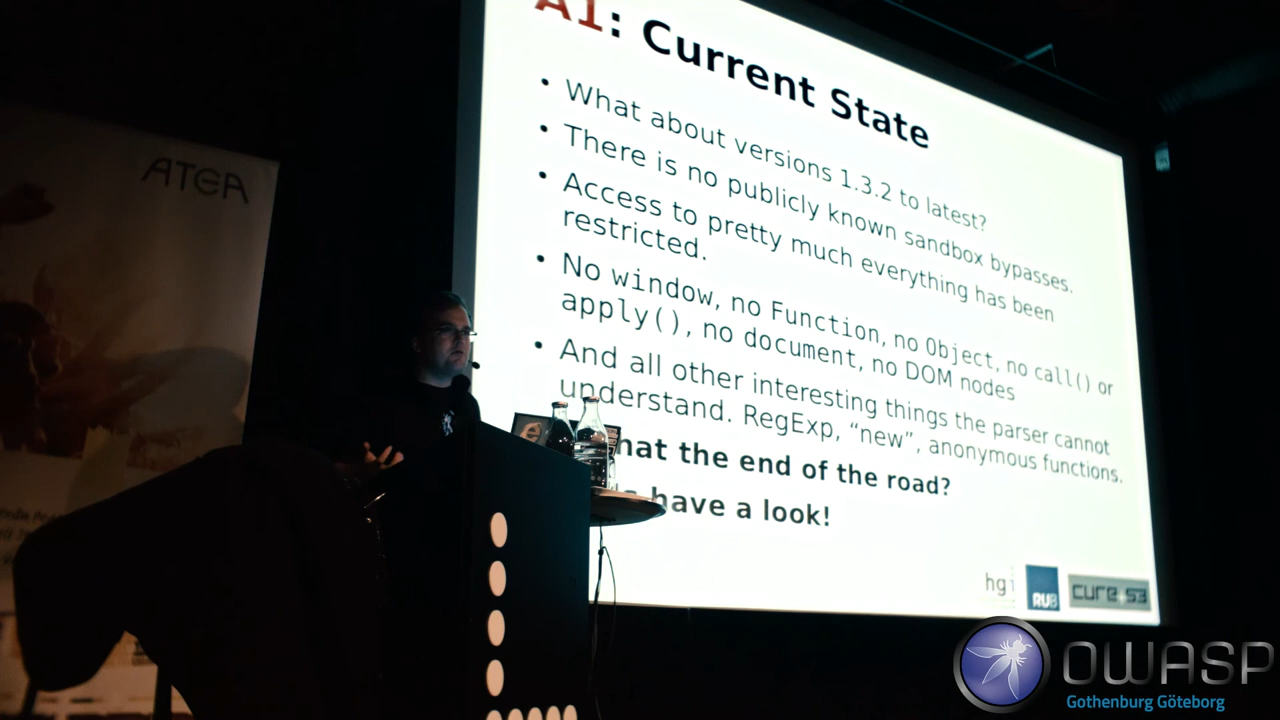 A1: Current State
• What about versions 1.3.2 to latest?
• There is no publicly known sandbox bypasses.
• Access to pretty much everything has been
restricted.
• No window, no Function, no Object, no call() or
apply(), no document, no DOM nodes
• And all other interesting things the parser cannot
understand. RegExp, “new”, anonymous functions.
the end of the road?
have a look!
ATEA
hgi
RUB
cure+53
OWASP
Gothenburg Göteborg